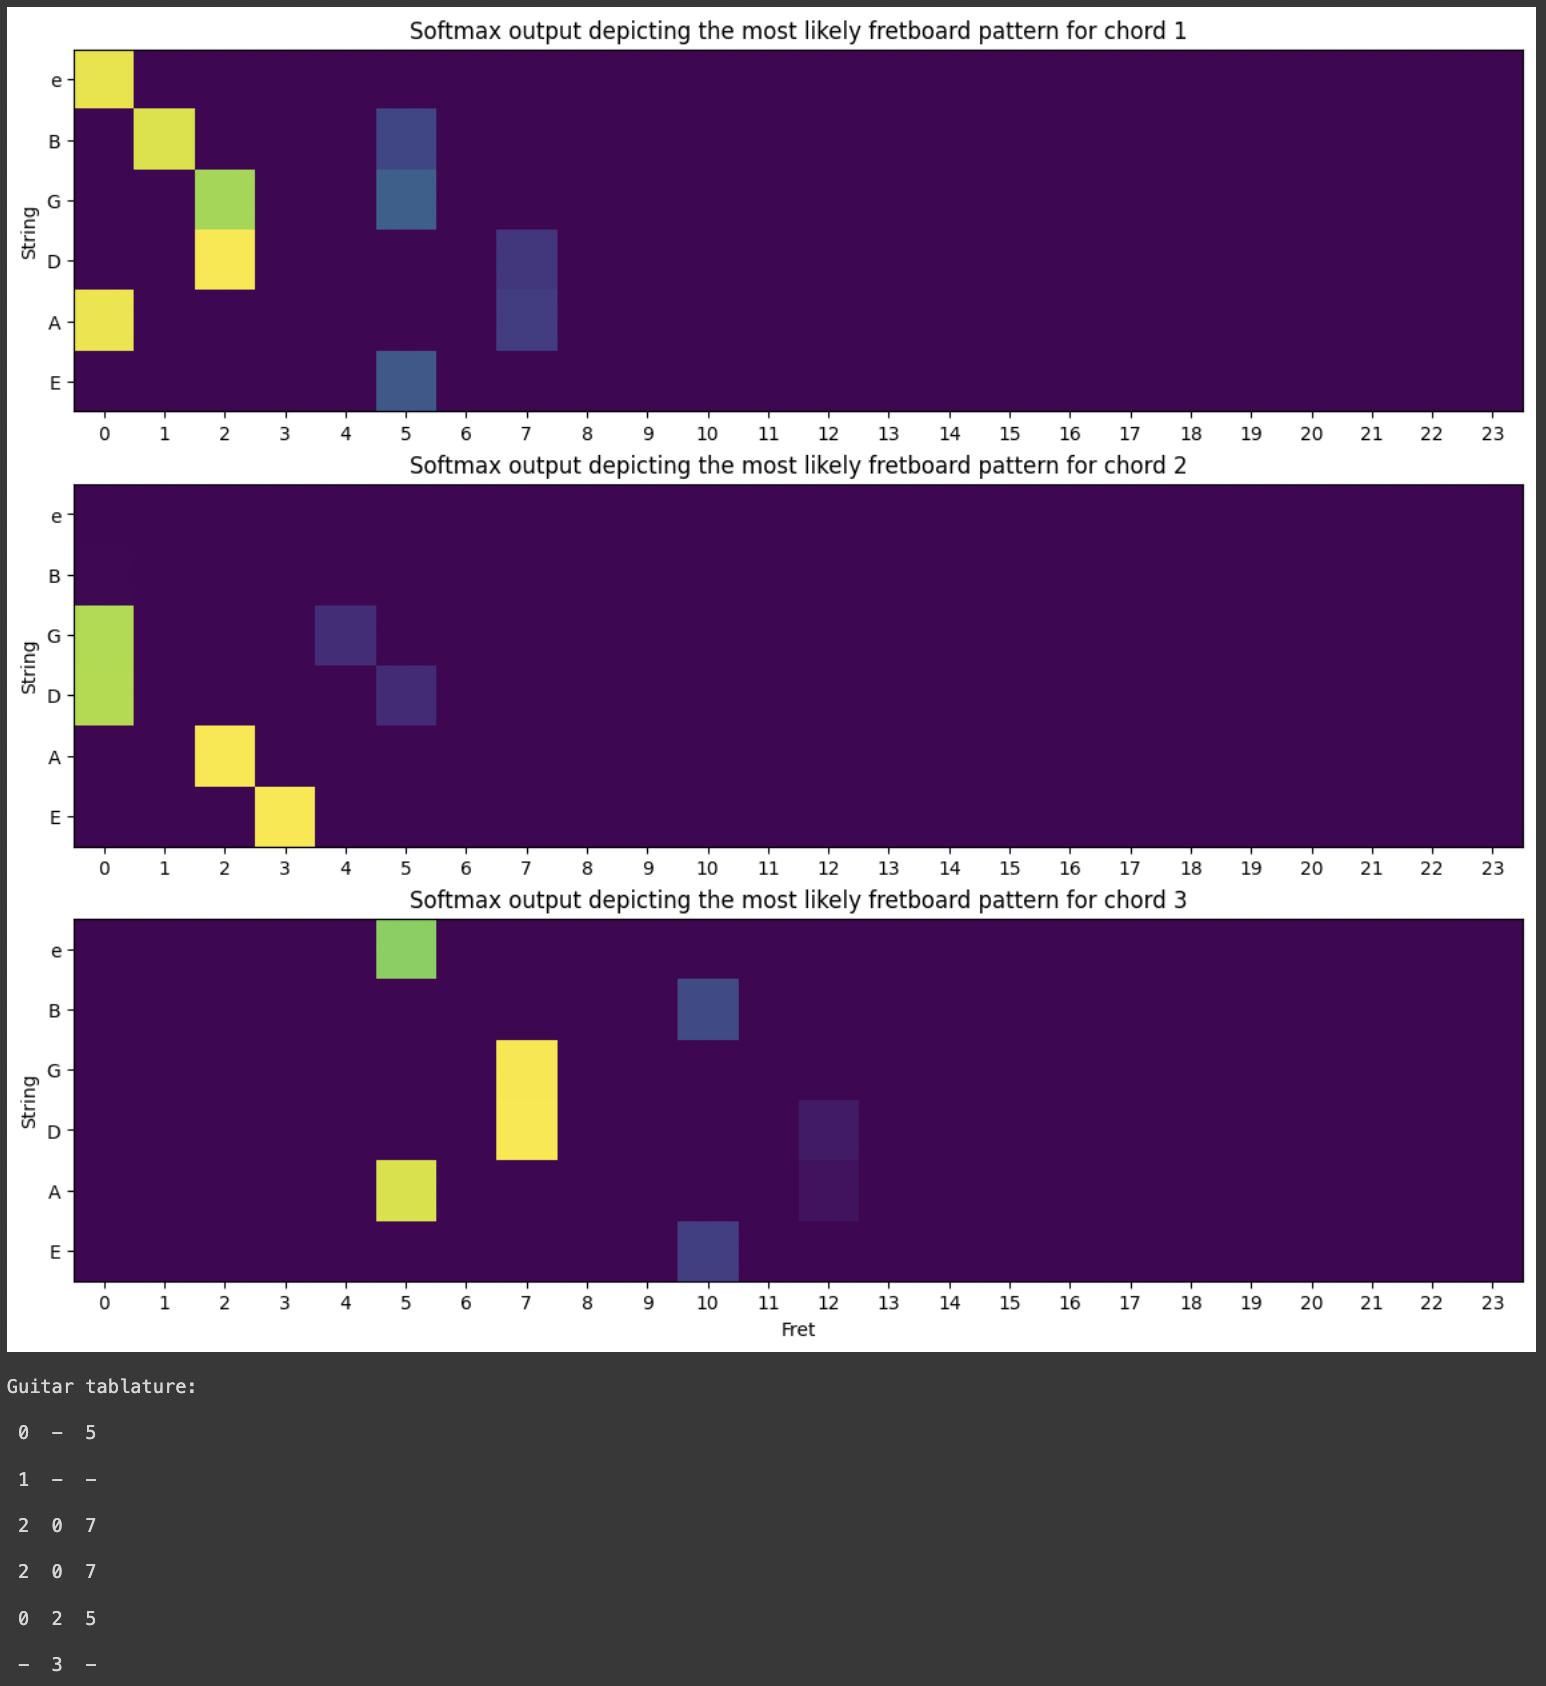 Softmax output depicting the most likely fretboard pattern for chord 1
e
B
G
D
A
E
String
0 1 2 3 4 5 6 7 8 9 10 11 12 13 14 15 16 17 18 19 20 21 22 23
Softmax output depicting the most likely fretboard pattern for chord 2
e
B
G
D
A
E
String
0 1 2 3 4 5 6 7 8 9 10 11 12 13 14 15 16 17 18 19 20 21 22 23
Softmax output depicting the most likely fretboard pattern for chord 3
e
B
G
D
A
E
String
0 1 2 3 4 5 6 7 8 9 10 11 12 13 14 15 16 17 18 19 20 21 22 23
Fret
Guitar tablature:
0 – 5
1 – –
2 0 7
2 0 7
0 2 5
– 3 –